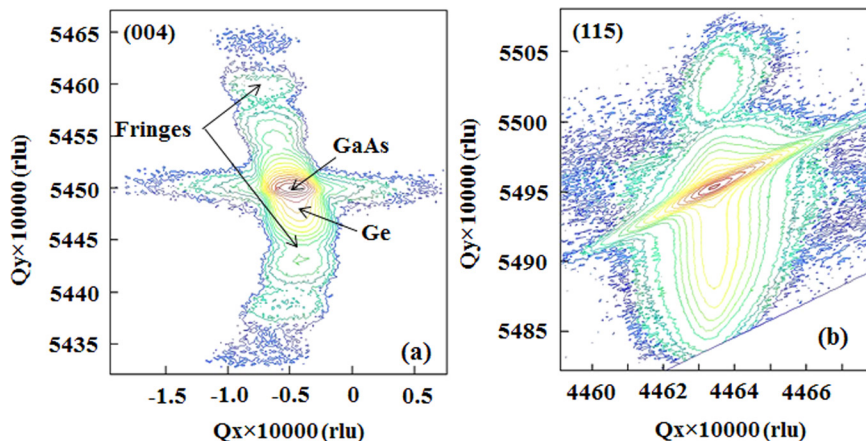 (004)
5465
5460
5455
5450
5445
5440
5435
Qy×10000 (rlu)
Fringes
GaAs
Ge
(a)
-1.5 -1.0 -0.5 0 0.5
Qx×10000 (rlu)
(115)
5505
5500
5495
5490
5485
Qy×10000 (rlu)
(b)
4460 4462 4464 4466
Qx×10000 (rlu)